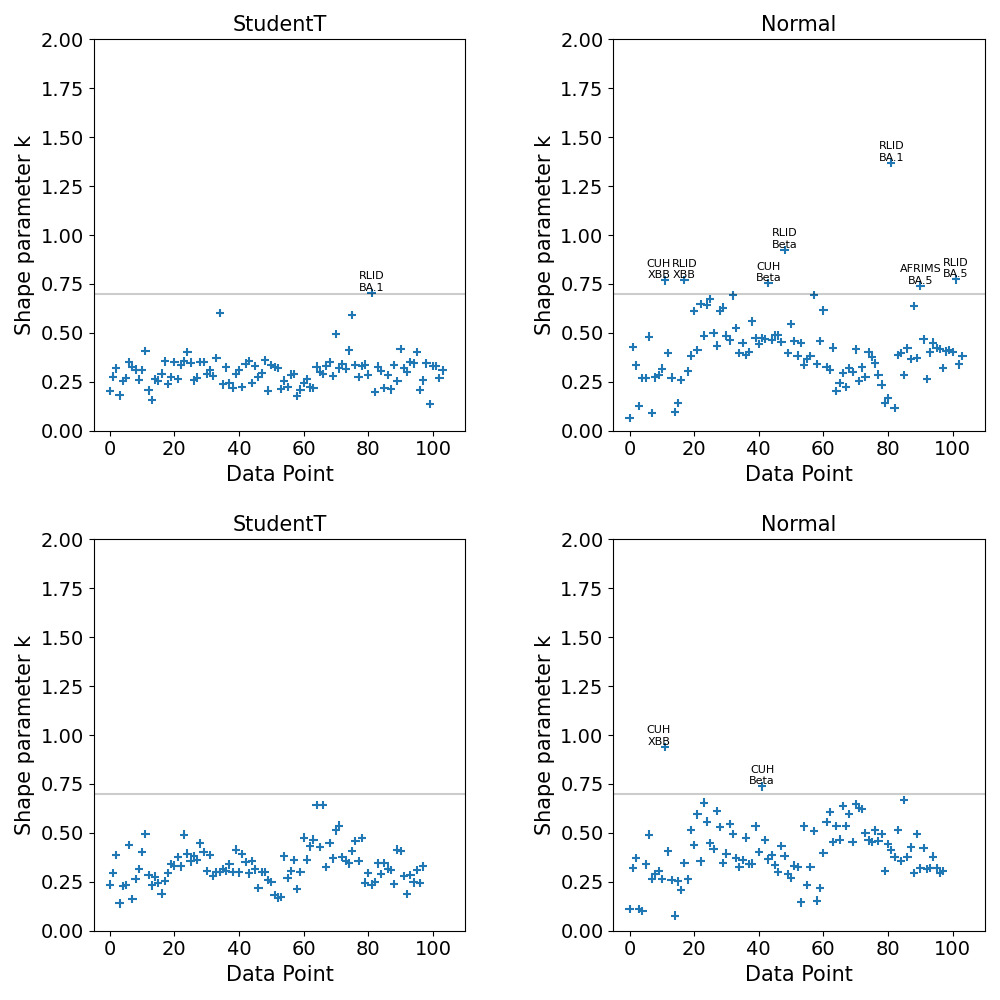 StudentT
2.00
1.75
1.50
1.25
1.00
0.75
0.50
0.25
0.00
Shape parameter k
RLID
BA.1
0 20 40 60 80 100
Data Point
Normal
2.00
1.75
1.50
1.25
1.00
0.75
0.50
0.25
0.00
Shape parameter k
RLID
BA.1
RLID
Beta
CUH
XBB
RLID
XBB
CUH
Beta
AFRIMS
BA.5
RLID
BA.5
0 20 40 60 80 100
Data Point
StudentT
2.00
1.75
1.50
1.25
1.00
0.75
0.50
0.25
0.00
Shape parameter k
0 20 40 60 80 100
Data Point
Normal
2.00
1.75
1.50
1.25
1.00
0.75
0.50
0.25
0.00
Shape parameter k
CUH
XBB
CUH
Beta
0 20 40 60 80 100
Data Point